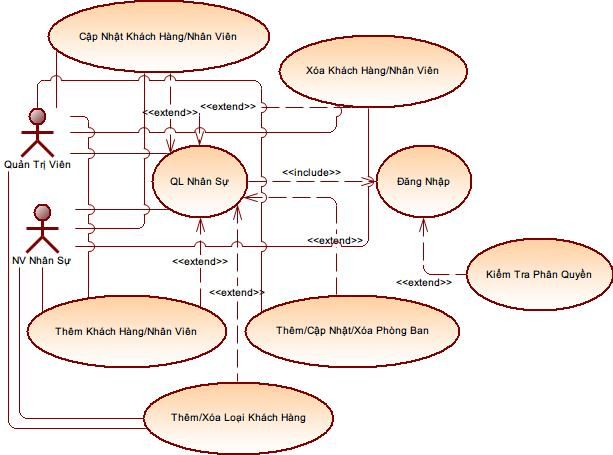 Cập Nhật Khách Hàng/Nhân Viên
Xóa Khách Hàng/Nhân Viên
<<extend>>
<<extend>>
Quản Trị Viên
QL Nhân Sự
<<include>>
Đăng Nhập
NV Nhân Sự
<<extend>>
<<extend>>
<<extend>>
<<extend>>
Kiểm Tra Phân Quyền
Thêm Khách Hàng/Nhân Viên
Thêm/Cập Nhật/Xóa Phòng Ban
Thêm/Xóa Loại Khách Hàng